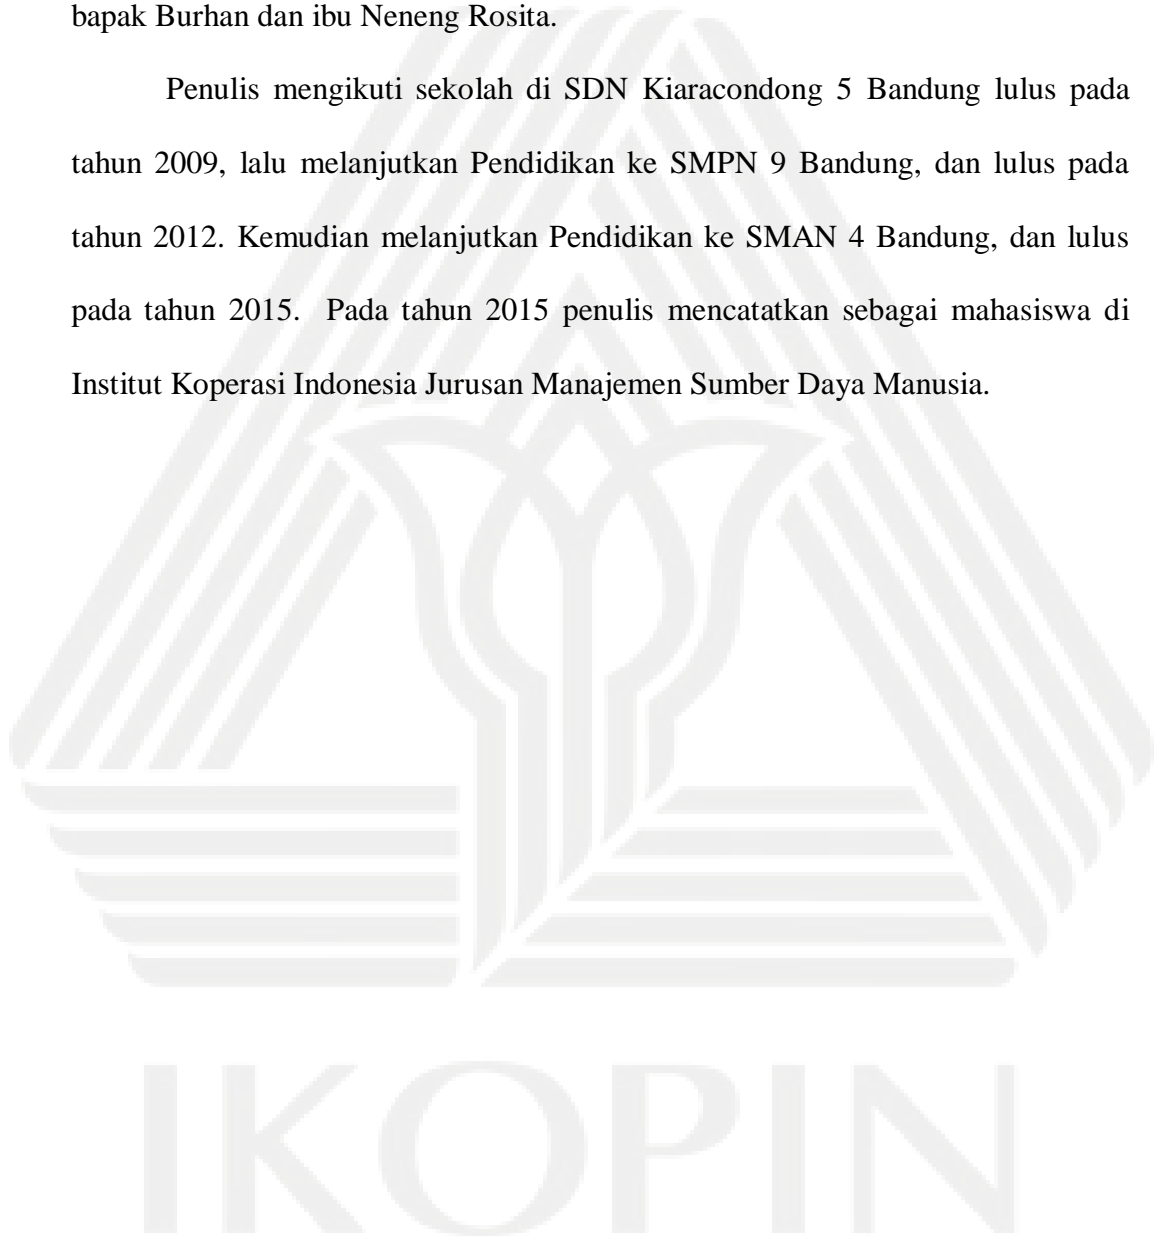 bapak Burhan dan ibu Neneng Rosita.
Penulis mengikuti sekolah di SDN Kiaracondong 5 Bandung lulus pada
tahun 2009, lalu melanjutkan Pendidikan ke SMPN 9 Bandung, dan lulus pada
tahun 2012. Kemudian melanjutkan Pendidikan ke SMAN 4 Bandung, dan lulus
pada tahun 2015. Pada tahun 2015 penulis mencatatkan sebagai mahasiswa di
Institut Koperasi Indonesia Jurusan Manajemen Sumber Daya Manusia.
IKOPIN